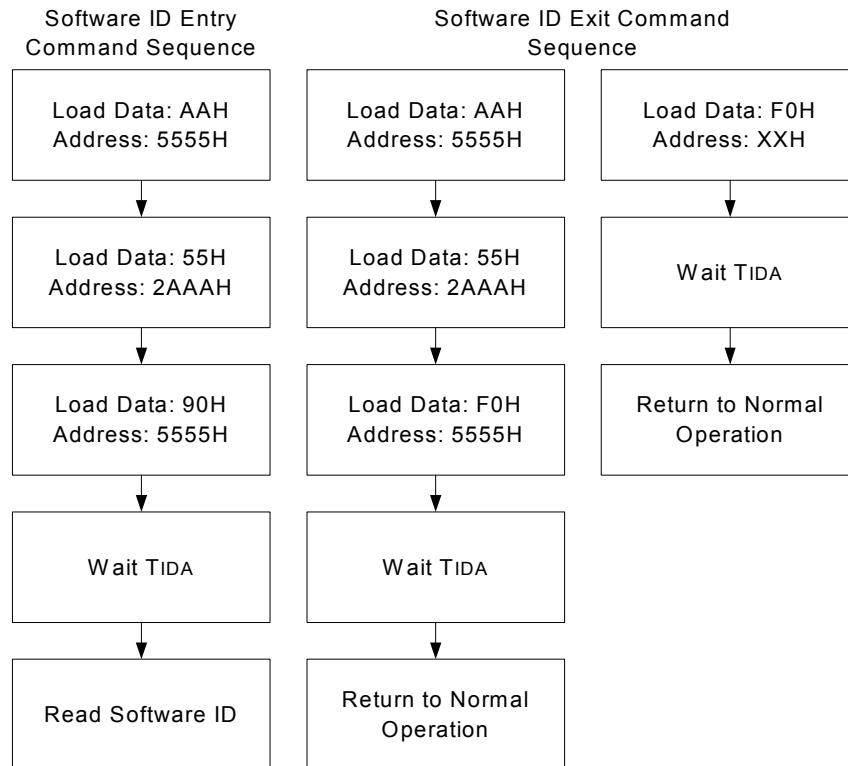 Software ID Entry
Command Sequence
Load Data: AAH
Address: 5555H
Load Data: 55H
Address: 2AAAH
Load Data: 90H
Address: 5555H
Wait TIDA
Read Software ID
Software ID Exit Command
Sequence
Load Data: AAH
Address: 5555H
Load Data: 55H
Address: 2AAAH
Load Data: F0H
Address: 5555H
Wait TIDA
Return to Normal
Operation
Load Data: F0H
Address: XXH
Wait TIDA
Return to Normal
Operation